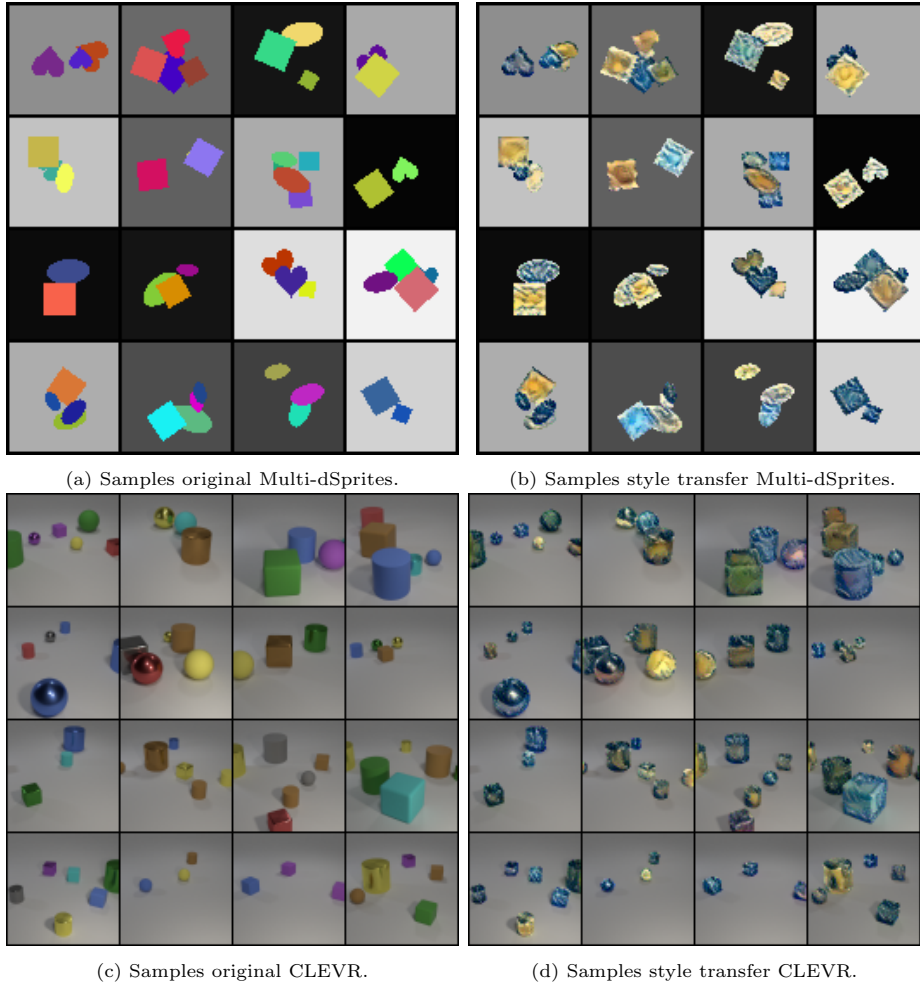 (a) Samples original Multi-dSprites.
(b) Samples style transfer Multi-dSprites.
(c) Samples original CLEVR.
(d) Samples style transfer CLEVR.